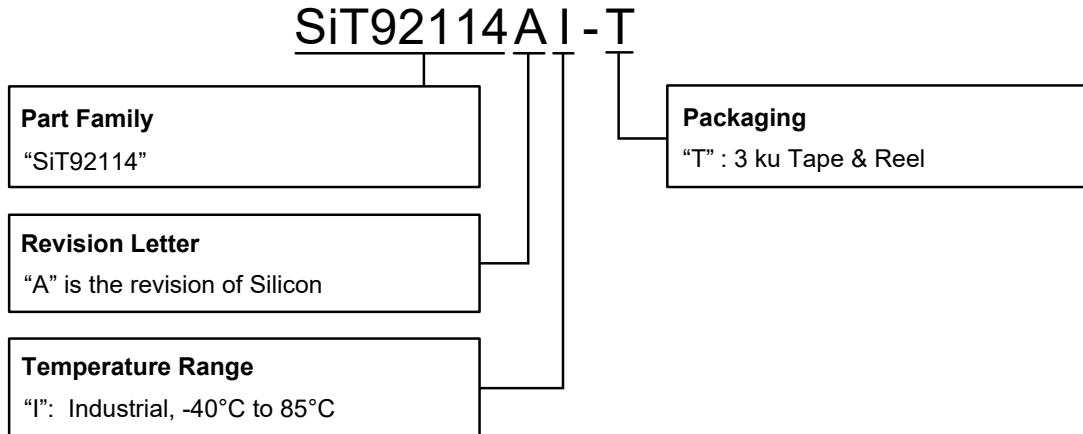 SiT92114AI-T
Part Family
“SiT92114”
Packaging
“T” : 3 ku Tape & Reel
Revision Letter
“A” is the revision of Silicon
Temperature Range
“I”: Industrial, -40°C to 85°C